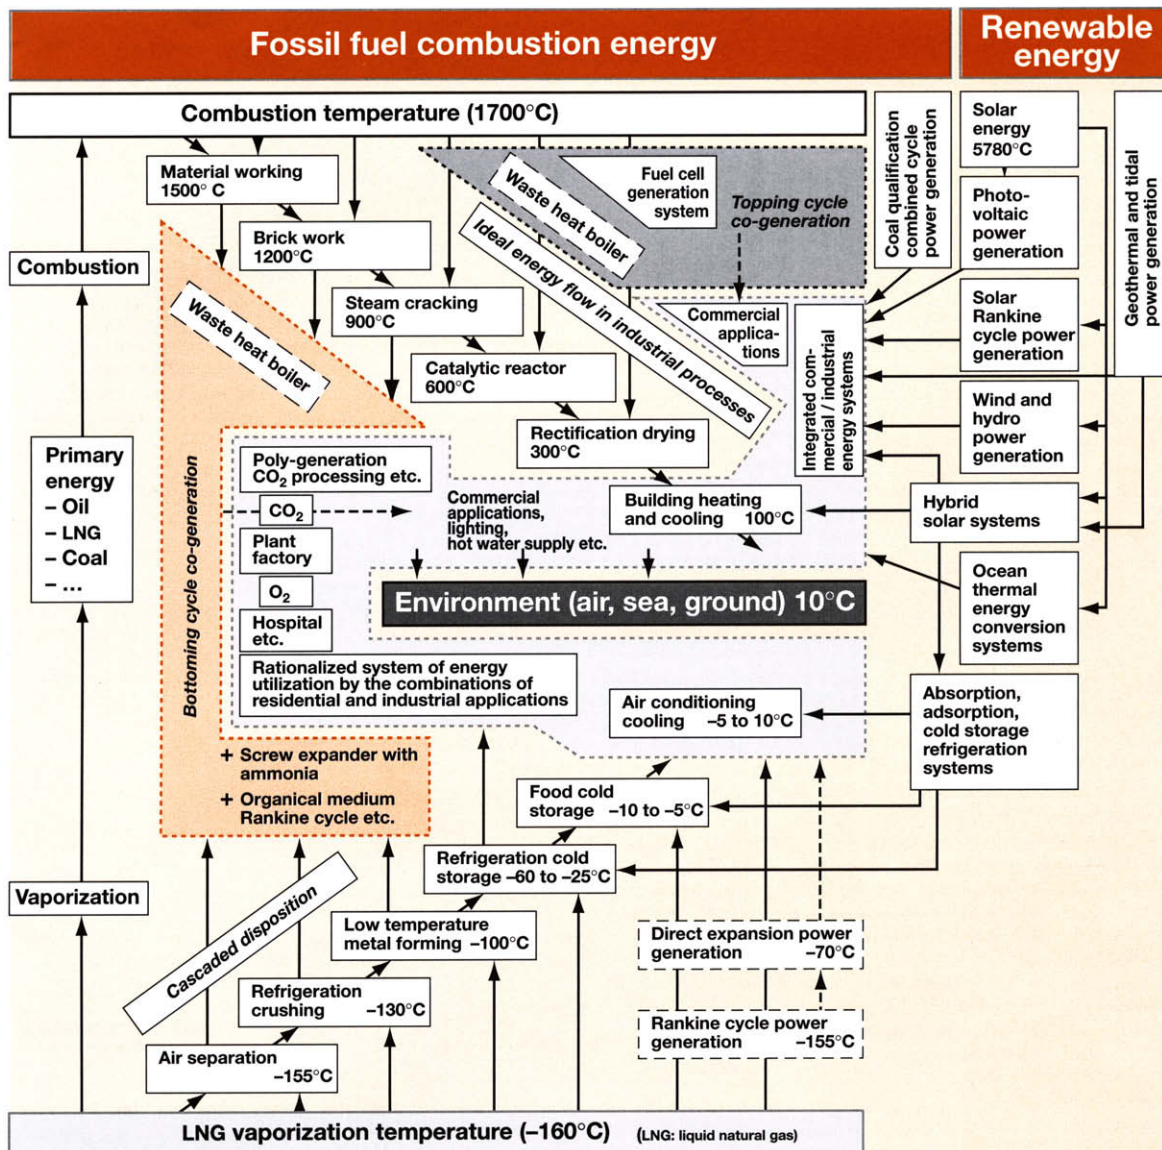 Fossil fuel combustion energy
Renewable
energy
Combustion temperature (1700°C)
Material working
1500° C
Brick work
1200°C
Steam cracking
900°C
Catalytic reactor
600°C
Rectification drying
300°C
Building heating
and cooling 100°C
Waste heat boiler
Fuel cell
generation
system
Topping cycle
co-generation
Ideal energy flow in industrial processes
Commercial
applica-
tions
Integrated com-
mercial / industrial
energy systems
Coal qualification
combined cycle
power generation
Solar
energy
5780°C
Photo-
voltaic
power
generation
Solar
Rankine
cycle power
generation
Wind and
hydro
power
generation
Hybrid
solar systems
Ocean
thermal
energy
conversion
systems
Absorption,
adsorption,
cold storage
refrigeration
systems
Geothermal and tidal
power generation
Combustion
Primary
energy
– Oil
– LNG
– Coal
– ...
Vaporization
Waste heat boiler
Bottoming cycle co-generation
Poly-generation
CO₂ processing etc.
CO₂
Plant
factory
O₂
Hospital
etc.
Rationalized system of energy
utilization by the combinations of
residential and industrial applications
Commercial
applications,
lighting,
hot water supply etc.
Environment (air, sea, ground) 10°C
+ Screw expander with
ammonia
+ Organical medium
Rankine cycle etc.
Air conditioning
cooling –5 to 10°C
Food cold
storage –10 to –5°C
Refrigeration cold
storage –60 to –25°C
Low temperature
metal forming –100°C
Refrigeration
crushing –130°C
Air separation
–155°C
Cascaded disposition
Direct expansion power
generation –70°C
Rankine cycle power
generation –155°C
LNG vaporization temperature (–160°C) (LNG: liquid natural gas)